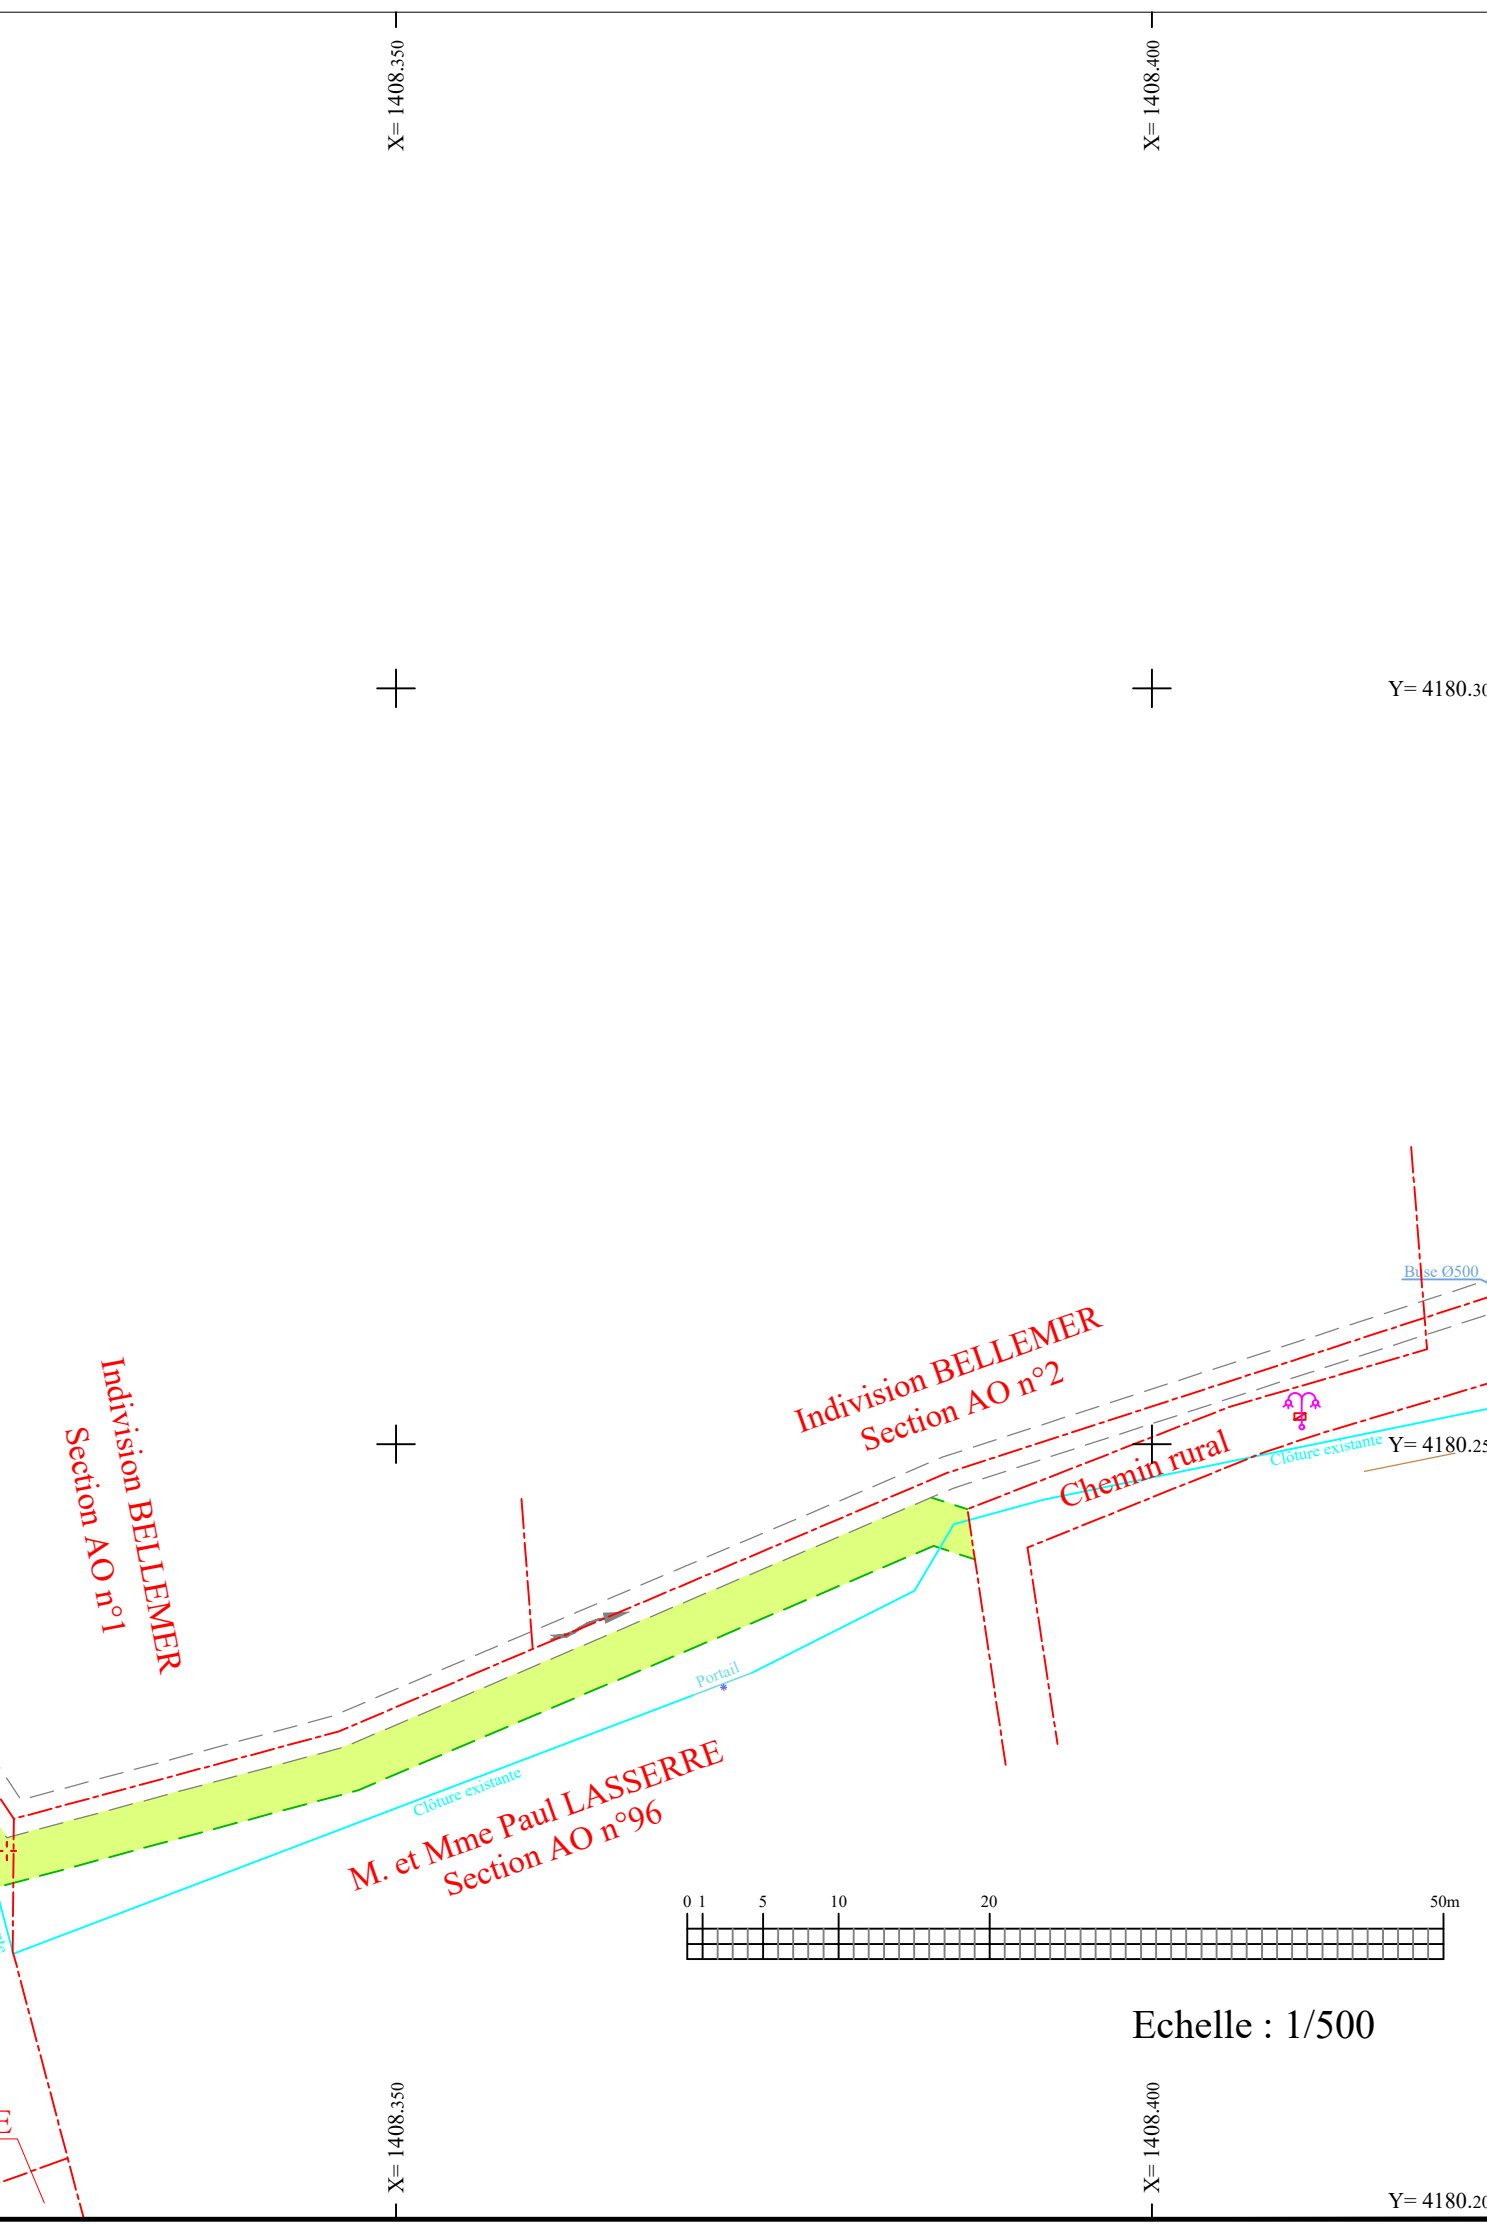 X= 1408.350
X= 1408.400
Y= 4180.30
Buse Ø500
Indivision BELLEMER
Section AO n°2
Indivision BELLEMER
Section AO n°1
Chemin rural
Clôture existante
Y= 4180.25
Portail
Clôture existante
M. et Mme Paul LASSERRE
Section AO n°96
0 1 5 10 20 50m
Echelle : 1/500
X= 1408.350
X= 1408.400
Y= 4180.20